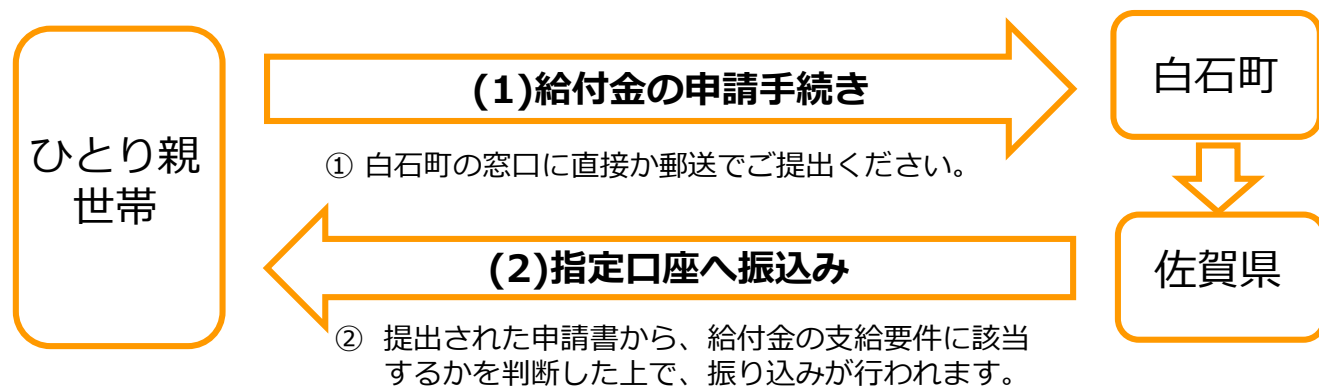 ひとり親
世帯
(1)給付金の申請手続き
① 白石町の窓口に直接か郵送でご提出ください。
白石町
(2)指定口座へ振込み
② 提出された申請書から、給付金の支給要件に該当
するかを判断した上で、振り込みが行われます。
佐賀県